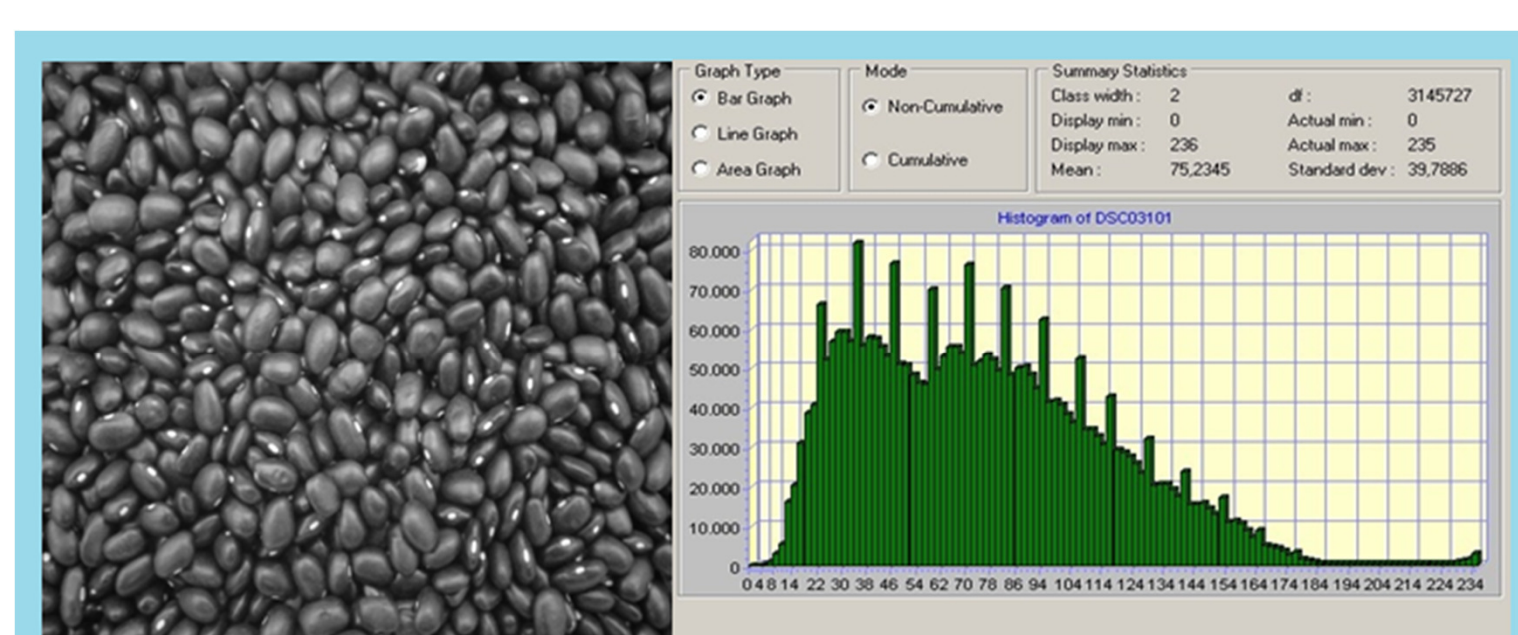 Graph Type
Bar Graph
Line Graph
Area Graph
Mode
Non-Cumulative
Cumulative
Summary Statistics
Class width : 2 df : 3145727
Display min : 0 Actual min : 0
Display max : 236 Actual max : 235
Mean : 75,2345 Standard dev : 39,7886
Histogram of DSC03101
80.000
70.000
60.000
50.000
40.000
30.000
20.000
10.000
0
0 4 8 14 22 30 38 46 54 62 70 78 86 94 104 114 124 134 144 154 164 174 184 194 204 214 224 234